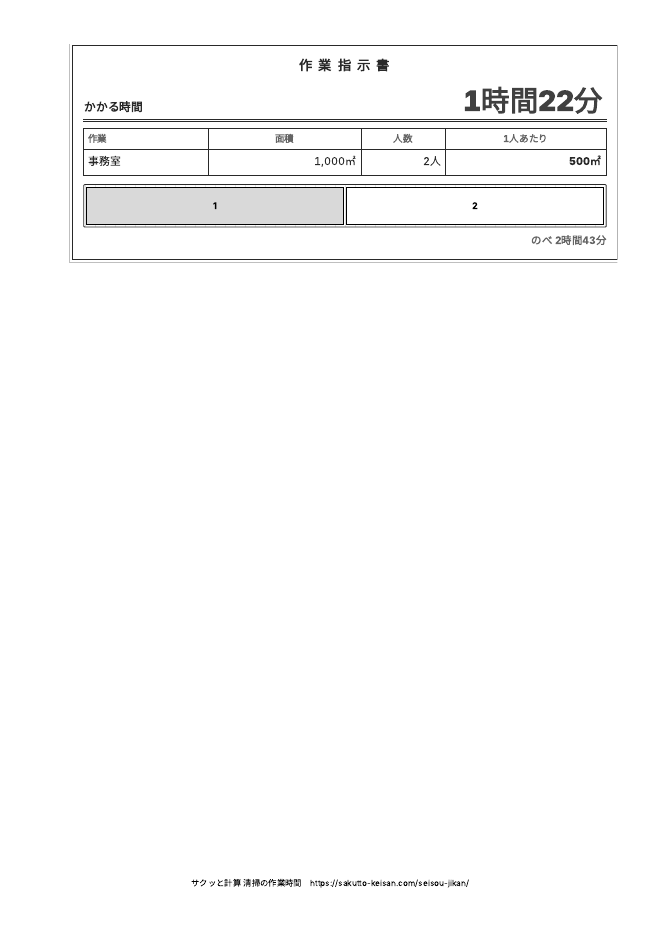 作業指示書
かかる時間 1時間22分
作業 面積 人数 1人あたり
事務室 1,000㎡ 2人 500㎡
1 2
のべ 2時間43分
サクッと計算 清掃の作業時間 https://sakutto-keisan.com/seisou-jikan/